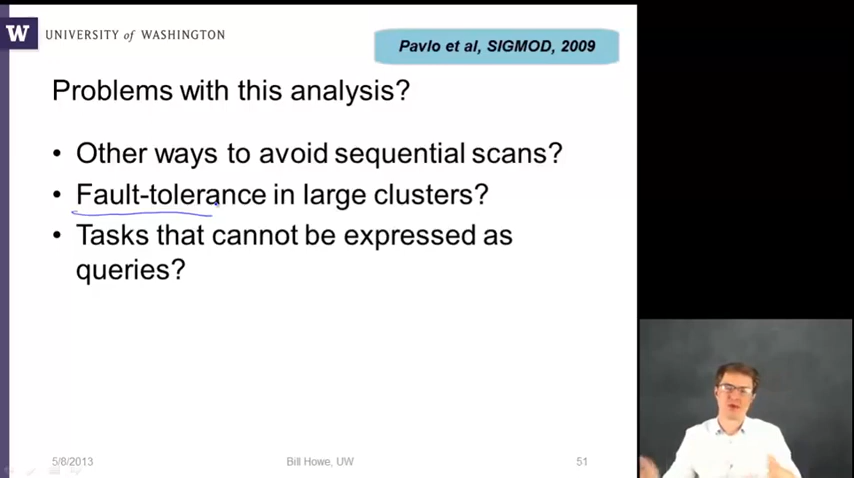 W UNIVERSITY of WASHINGTON
Pavlo et al, SIGMOD, 2009
Problems with this analysis?
• Other ways to avoid sequential scans?
• Fault-tolerance in large clusters?
• Tasks that cannot be expressed as
queries?
5/8/2013 Bill Howe, UW 51